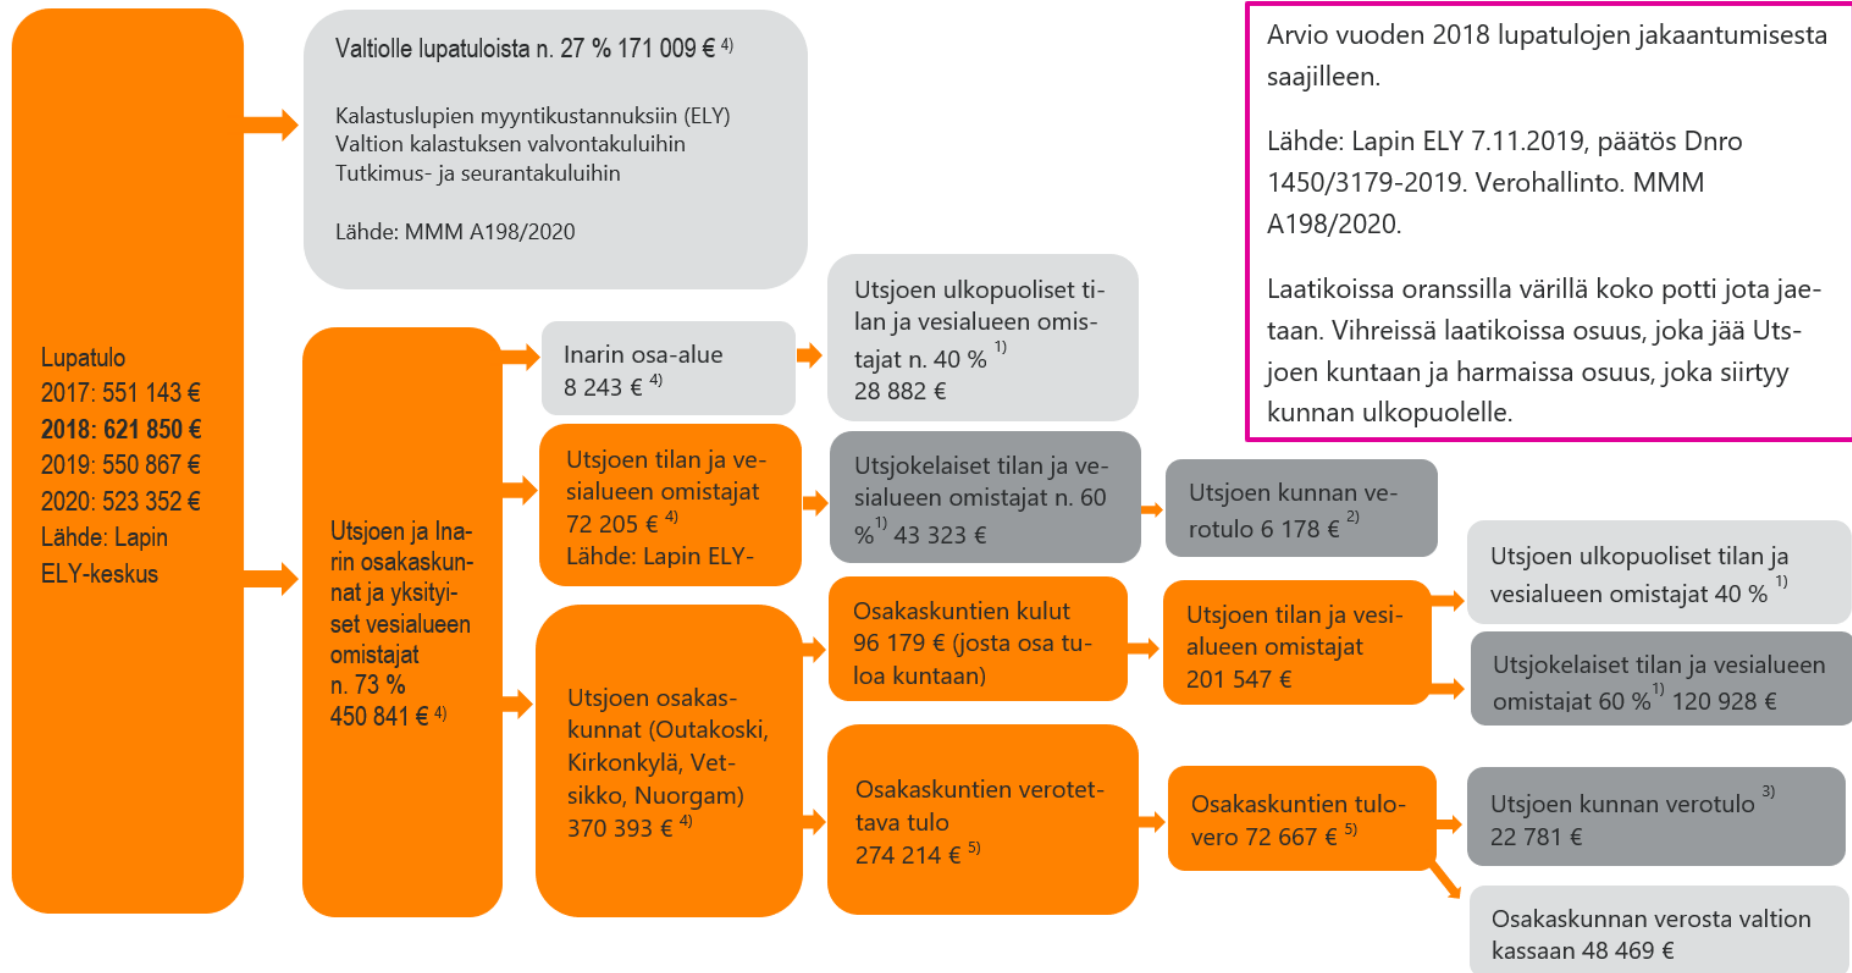 Lupatulo
2017: 551 143 €
2018: 621 850 €
2019: 550 867 €
2020: 523 352 €
Lähde: Lapin
ELY-keskus
Valtiolle lupatuloista n. 27 % 171 009 € 4)
Kalastuslupien myyntikustannuksiin (ELY)
Valtion kalastuksen valvontakuluihin
Tutkimus- ja seurantakuluihin
Lähde: MMM A198/2020
Utsjoen ja Ina-
rin osakaskun-
nat ja yksityi-
set vesialueen
omistajat
n. 73 %
450 841 € 4)
Inarin osa-alue
8 243 € 4)
Utsjoen ulkopuoliset ti-
lan ja vesialueen omis-
tajat n. 40 % 1)
28 882 €
Utsjoen tilan ja ve-
sialueen omistajat
72 205 € 4)
Lähde: Lapin ELY-
Utsjokelaiset tilan ja ve-
sialueen omistajat n. 60
% 1) 43 323 €
Utsjoen kunnan ve-
rotulo 6 178 € 2)
Utsjoen osakas-
kunnat (Outakoski,
Kirkonkylä, Vet-
sikko, Nuorgam)
370 393 € 4)
Osakaskuntien kulut
96 179 € (josta osa tu-
loa kuntaan)
Utsjoen tilan ja vesi-
alueen omistajat
201 547 €
Utsjoen ulkopuoliset tilan ja
vesialueen omistajat 40 % 1)
Utsjokelaiset tilan ja vesialueen
omistajat 60 % 1) 120 928 €
Osakaskuntien verotet-
tava tulo
274 214 € 5)
Osakaskuntien tulo-
vero 72 667 € 5)
Utsjoen kunnan verotulo 3)
22 781 €
Osakaskunnan verosta valtion
kassaan 48 469 €
Arvio vuoden 2018 lupatulojen jakaantumisesta
saajilleen.
Lähde: Lapin ELY 7.11.2019, päätös Dnro
1450/3179-2019. Verohallinto. MMM
A198/2020.
Laatikoissa oranssilla värillä koko potti jota jae-
taan. Vihreissä laatikoissa osuus, joka jää Uts-
joen kuntaan ja harmaissa osuus, joka siirtyy
kunnan ulkopuolelle.